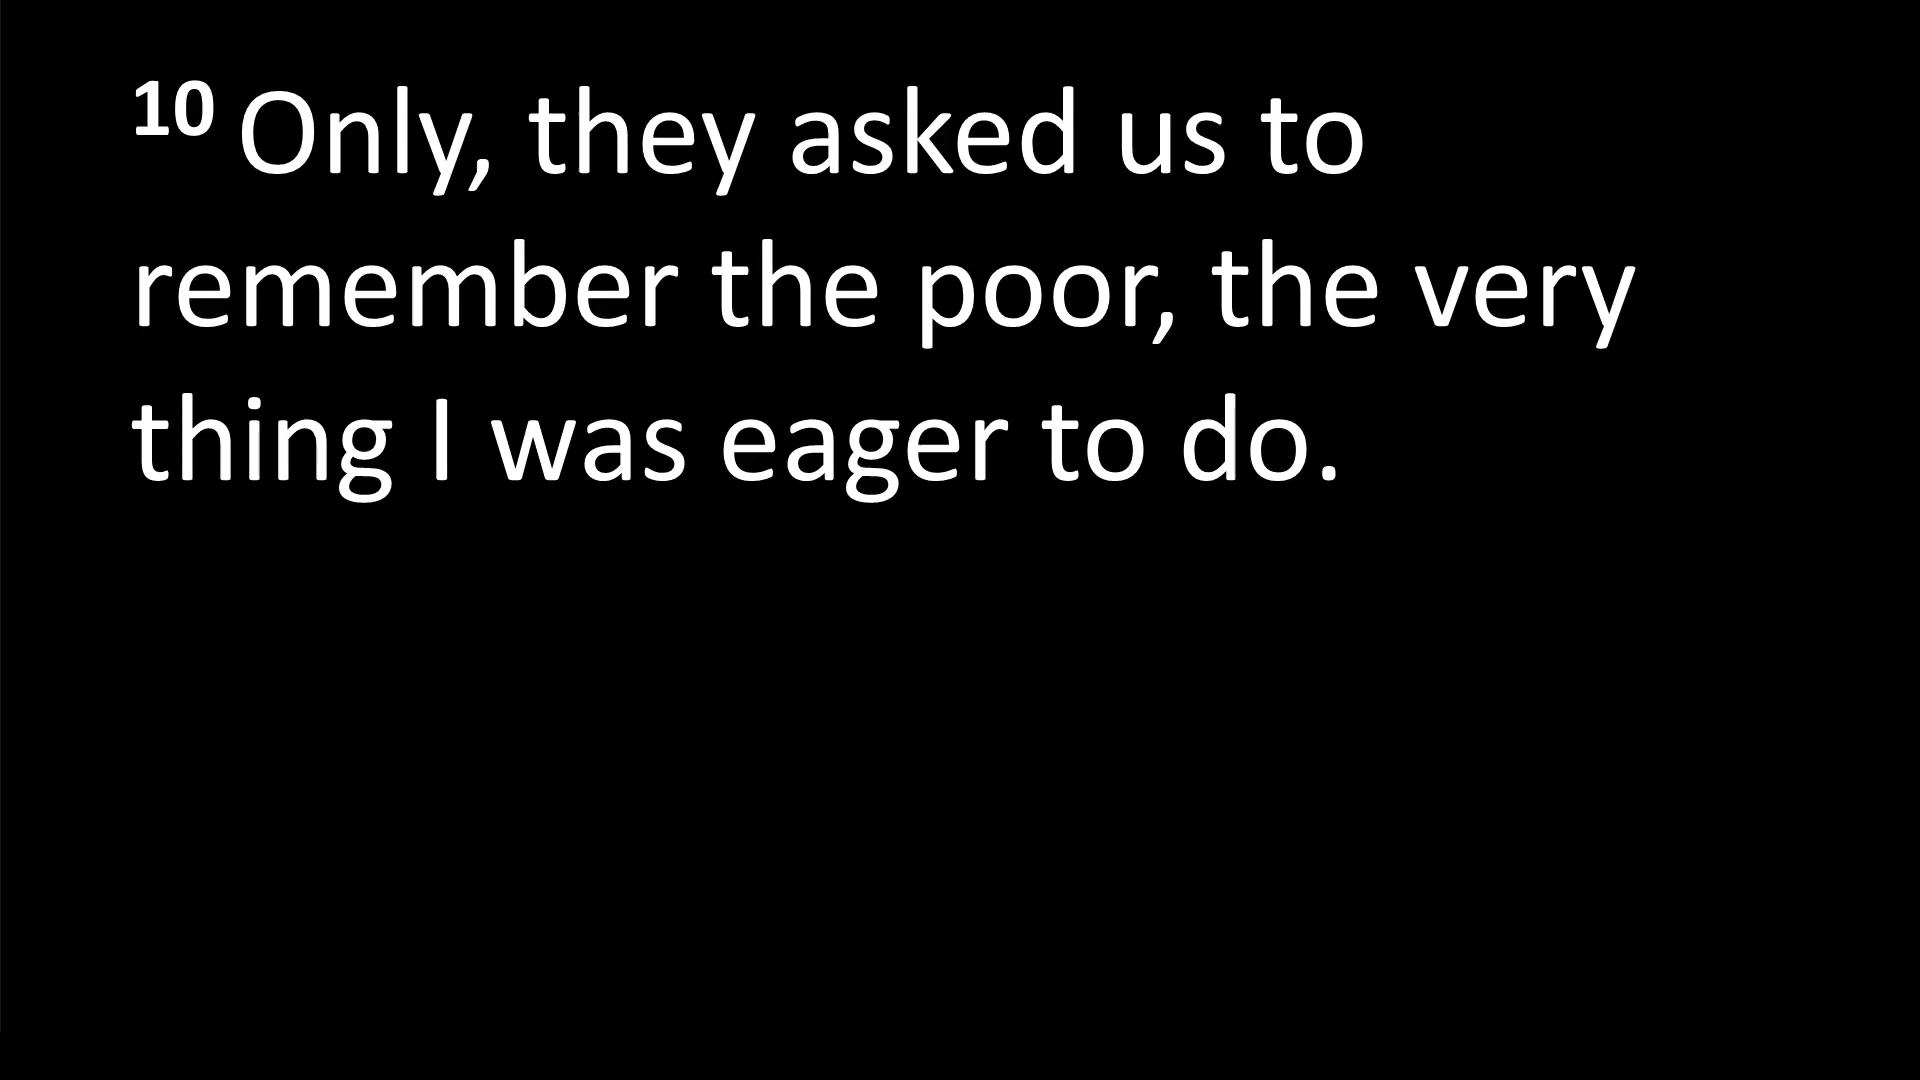 10 Only, they asked us to
remember the poor, the very
thing I was eager to do.